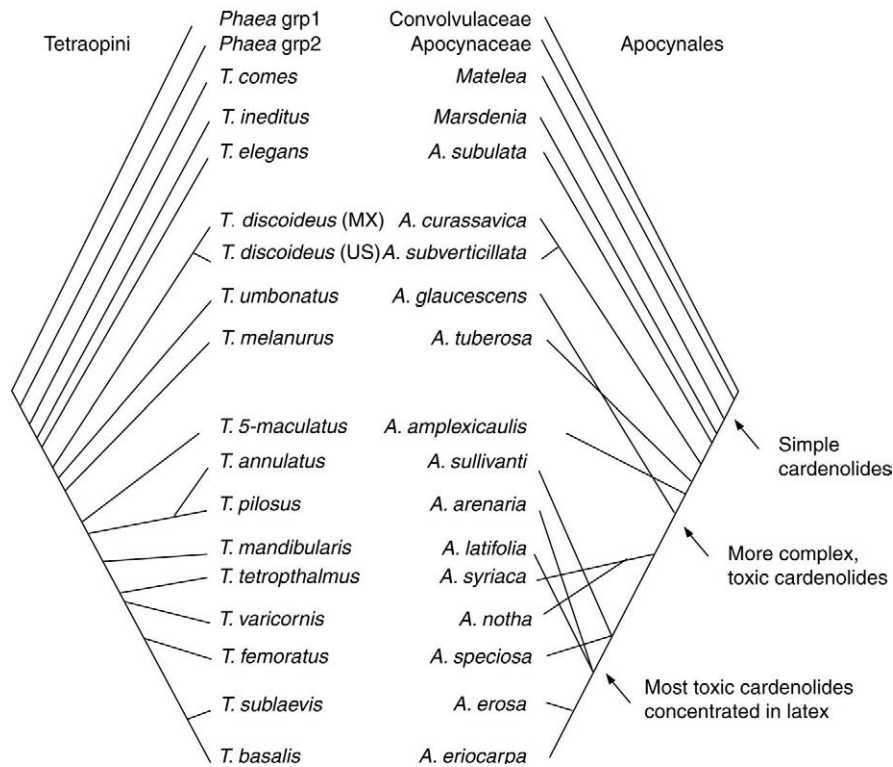 Phaea grp1 Convolvulaceae
Tetraopini Phaea grp2 Apocynaceae Apocynales
T. comes Matelea
T. ineditus Marsdenia
T. elegans A. subulata
T. discoideus (MX) A. curassavica
T. discoideus (US) A. subverticillata
T. umbonatus A. glaucescens
T. melanurus A. tuberosa
T. 5-maculatus A. amplexicaulis
Simple
cardenolides
T. annulatus A. sullivanti
T. pilosus A. arenaria
T. mandibularis A. latifolia
More complex,
toxic cardenolides
T. tetropthalmus A. syriaca
T. varicornis A. notha
T. femoratus A. speciosa
Most toxic cardenolides
concentrated in latex
T. sublaevis A. erosa
T. basalis A. eriocarpa